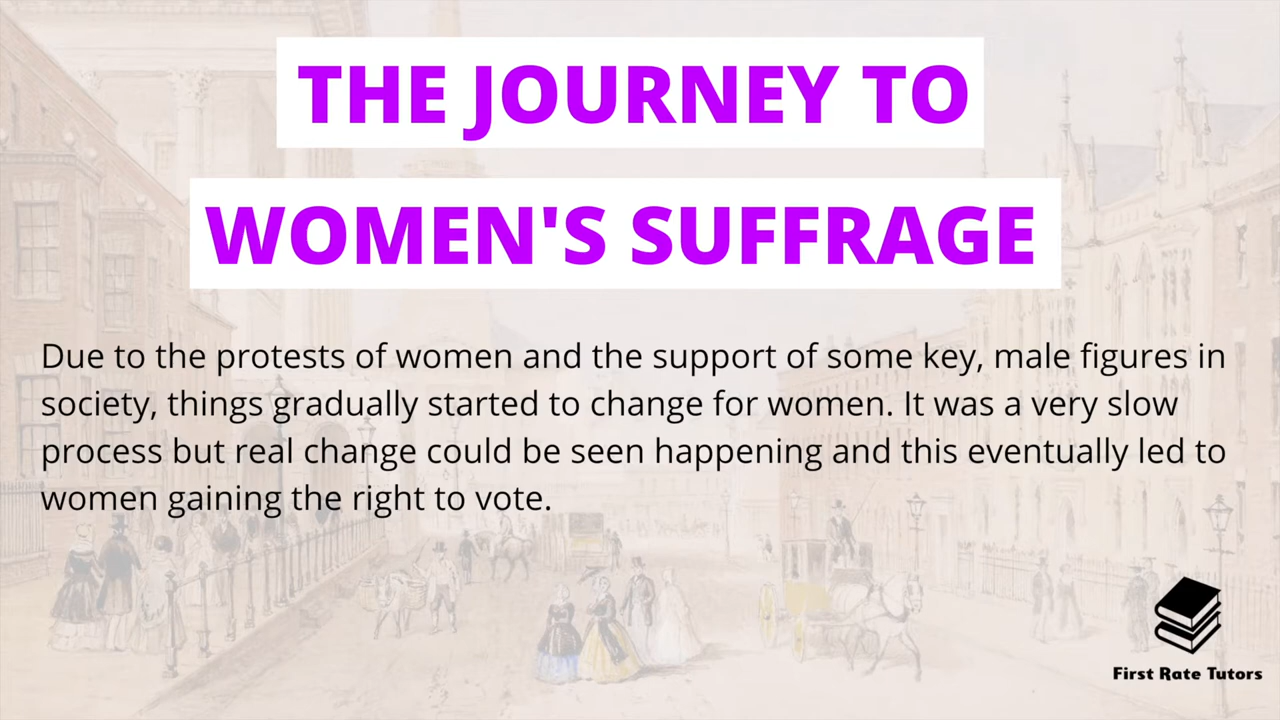 THE JOURNEY TO
WOMEN'S SUFFRAGE
Due to the protests of women and the support of some key, male figures in
society, things gradually started to change for women. It was a very slow
process but real change could be seen happening and this eventually led to
women gaining the right to vote.
First Rate Tutors